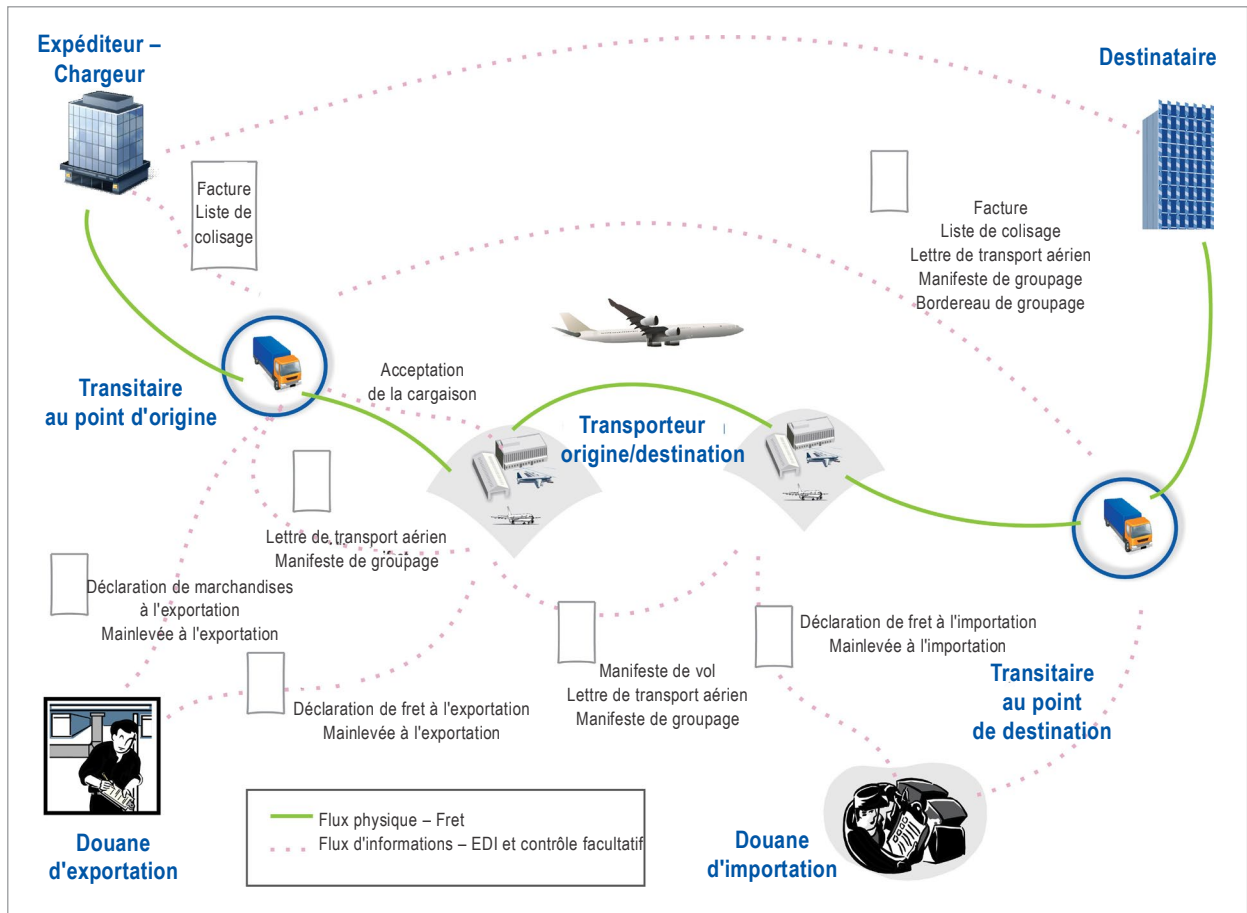 Expéditeur –
Chargeur
Destinataire
Facture
Liste de
colisage
Facture
Liste de colisage
Lettre de transport aérien
Manifeste de groupage
Bordereau de groupage
Transitaire
au point d'origine
Acceptation
de la cargaison
Transporteur
origine/destination
Lettre de transport aérien
Manifeste de groupage
Déclaration de marchandises
à l'exportation
Mainlevée à l'exportation
Déclaration de fret à l'exportation
Mainlevée à l'exportation
Manifeste de vol
Lettre de transport aérien
Manifeste de groupage
Déclaration de fret à l'importation
Mainlevée à l'importation
Transitaire
au point
de destination
Douane
d'exportation
Flux physique – Fret
Flux d'informations – EDI et contrôle facultatif
Douane
d'importation